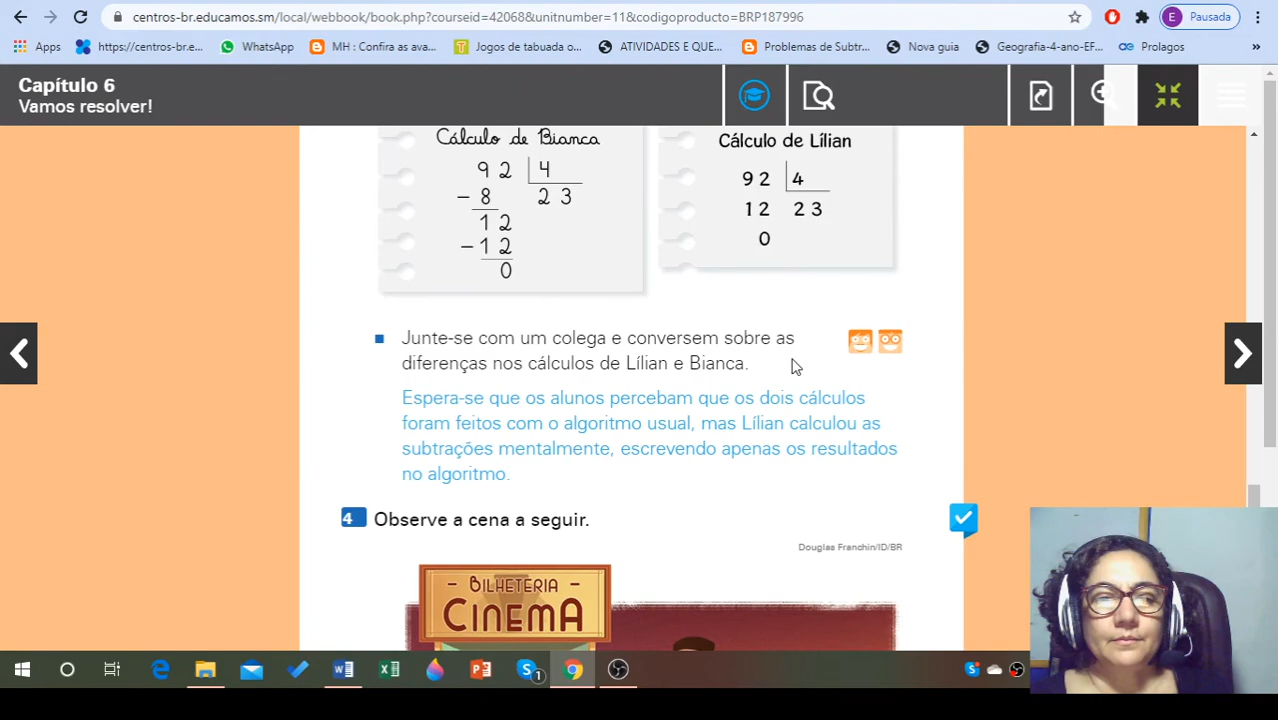 centros-br.educamos.sm/local/webbook/book.php?courseid=42068&unitnumber=11&codigoproducto=BRP187996
E Pausada
Apps https://centros-br.e... WhatsApp MH : Confira as ava... Jogos de tabuada o... ATIVIDADES E QUE... Problemas de Subtr... Nova guia Geografia-4-ano-EF... Prolagos »
Capítulo 6
Vamos resolver!
Cálculo de Bianca
9 2 4
- 8 2 3
1 2
- 1 2
0
Cálculo de Lílian
9 2 4
1 2 2 3
0
Junte-se com um colega e conversem sobre as
diferenças nos cálculos de Lílian e Bianca.
Espera-se que os alunos percebam que os dois cálculos
foram feitos com o algoritmo usual, mas Lílian calculou as
subtrações mentalmente, escrevendo apenas os resultados
no algoritmo.
4 Observe a cena a seguir.
Douglas Franchin/ID/BR
- BILHETERIA -
CINEMA